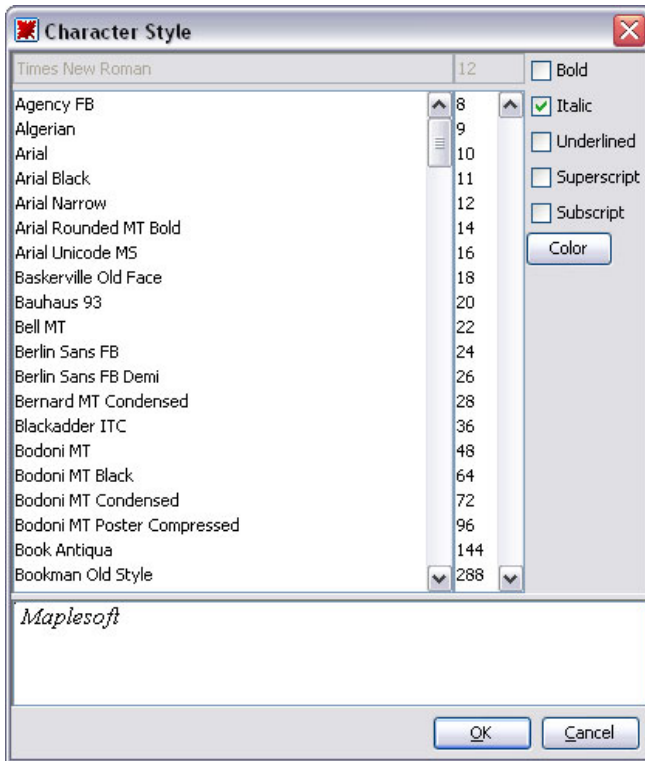 Character Style
Times New Roman 12
Bold
Italic
Underlined
Superscript
Subscript
Color
Agency FB 8
Algerian 9
Arial 10
Arial Black 11
Arial Narrow 12
Arial Rounded MT Bold 14
Arial Unicode MS 16
Baskerville Old Face 18
Bauhaus 93 20
Bell MT 22
Berlin Sans FB 24
Berlin Sans FB Demi 26
Bernard MT Condensed 28
Blackadder ITC 36
Bodoni MT 48
Bodoni MT Black 64
Bodoni MT Condensed 72
Bodoni MT Poster Compressed 96
Book Antiqua 144
Bookman Old Style 288
Maplesoft
OK Cancel